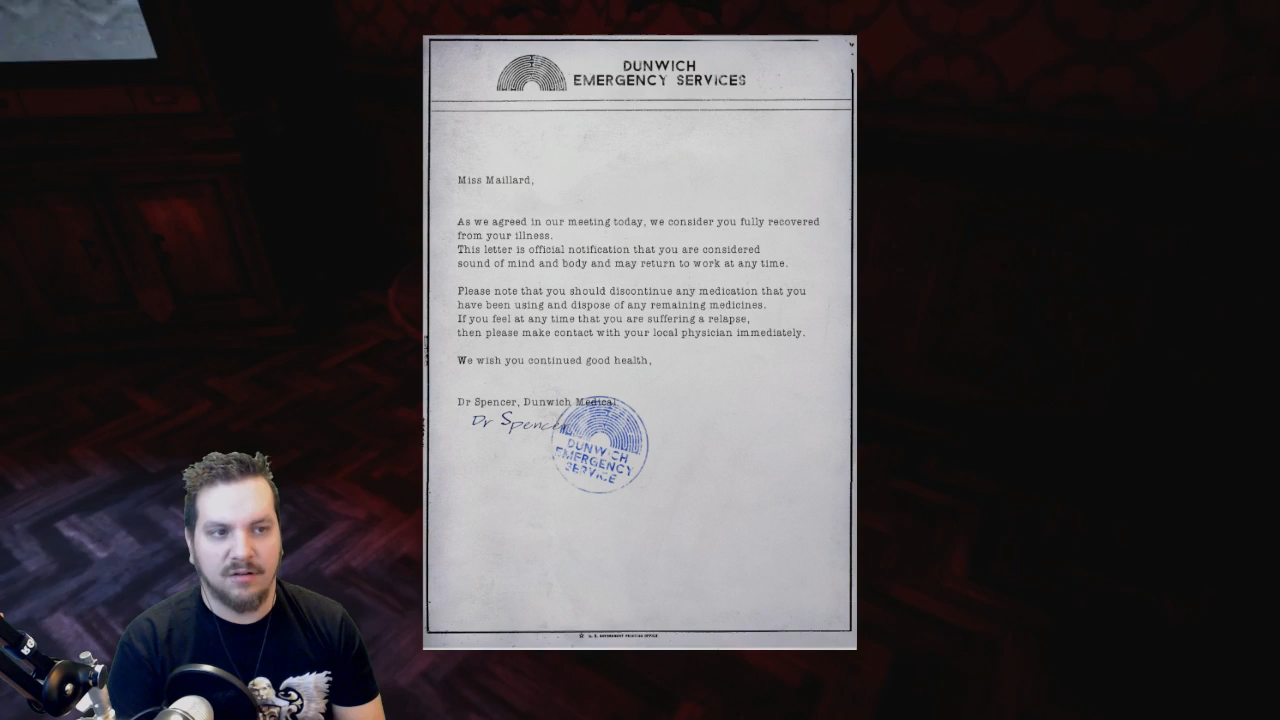 DUNWICH
EMERGENCY SERVICES
Miss Maillard,
As we agreed in our meeting today, we consider you fully recovered
from your illness.
This letter is official notification that you are considered
sound of mind and body and may return to work at any time.
Please note that you should discontinue any medication that you
have been using and dispose of any remaining medicines.
If you feel at any time that you are suffering a relapse,
then please make contact with your local physician immediately.
We wish you continued good health,
Dr Spencer, Dunwich Medical
Dr Spencer
DUNWICH
EMERGENCY
SERVICE
U. S. GOVERNMENT PRINTING OFFICE